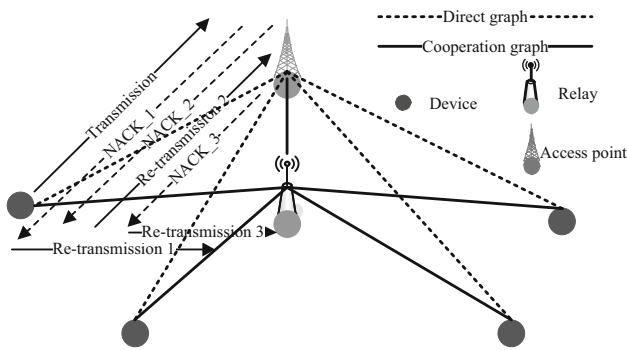 Direct graph
Cooperation graph
Device
Relay
Access point
Transmission
NACK_1
NACK_2
Re-transmission 2
NACK_3
Re-transmission 3
Re-transmission 1